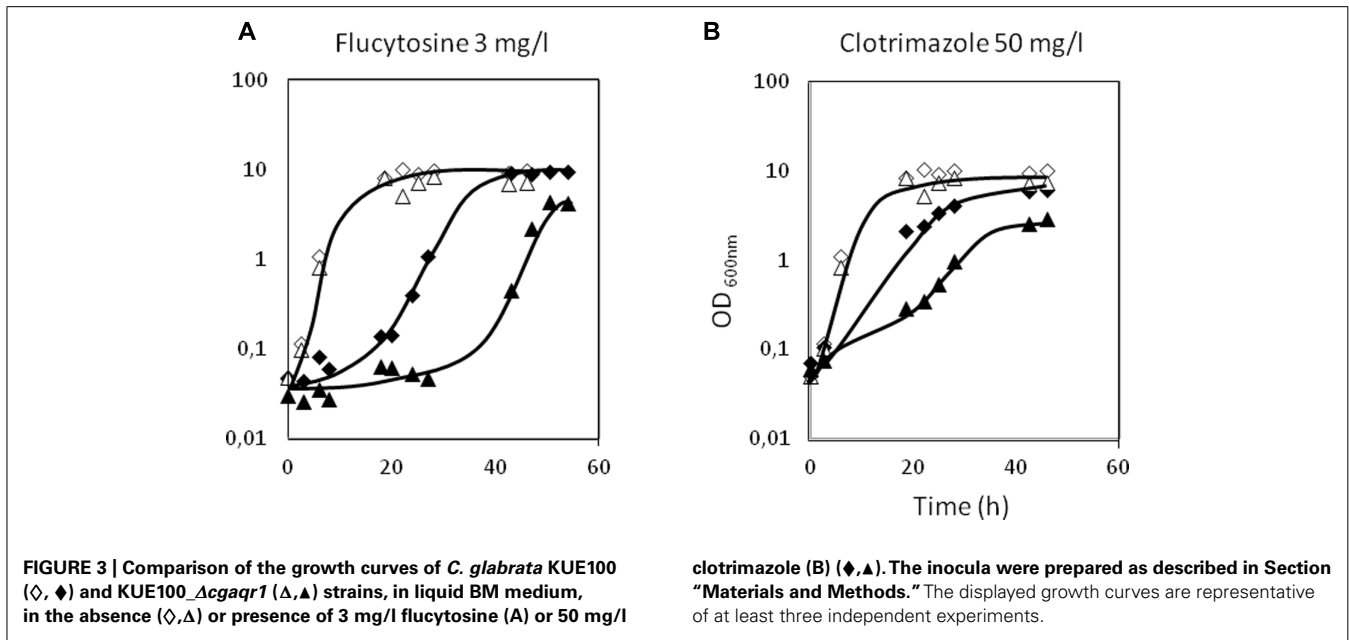 A
Flucytosine 3 mg/l
100
10
1
0,1
0,01
0
20
40
60
B
Clotrimazole 50 mg/l
OD600nm
100
10
1
0,1
0,01
0
20
40
60
Time (h)
FIGURE 3 | Comparison of the growth curves of C. glabrata KUE100
(◇, ◆) and KUE100_Δcgaqr1 (Δ,▲) strains, in liquid BM medium,
in the absence (◇,Δ) or presence of 3 mg/l flucytosine (A) or 50 mg/l
clotrimazole (B) (◆,▲). The inocula were prepared as described in Section
“Materials and Methods.” The displayed growth curves are representative
of at least three independent experiments.